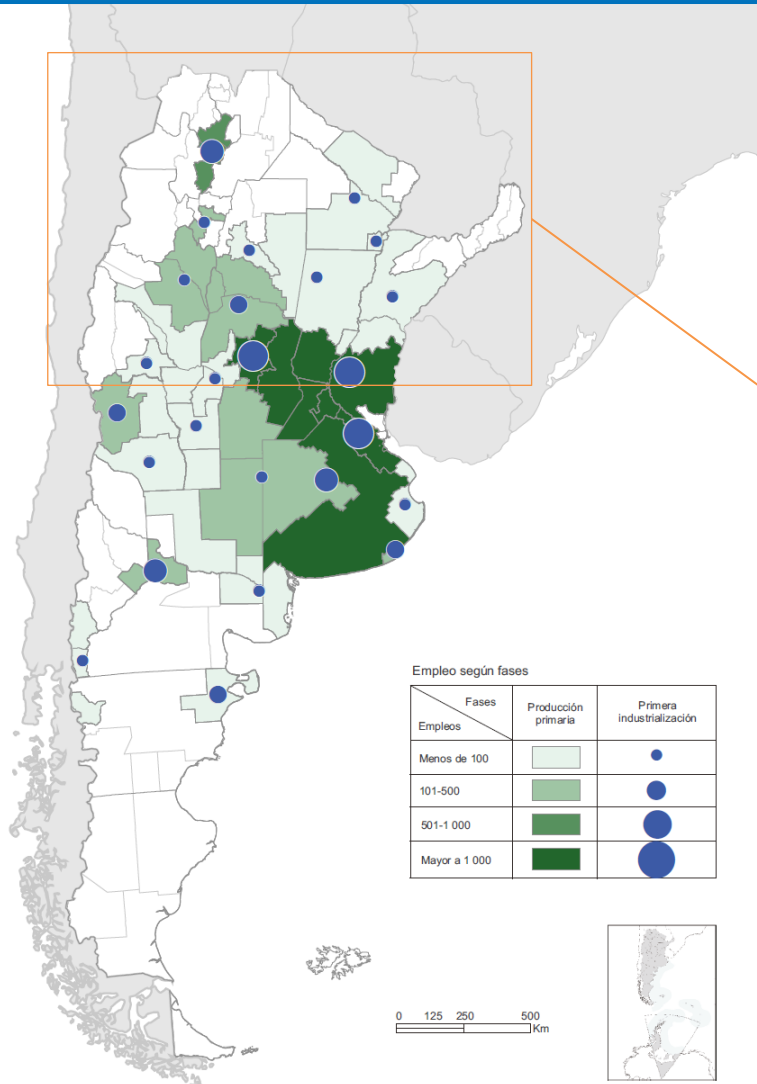 Empleo según fases
Fases
Empleos
Producción
primaria
Primera
industrialización
Menos de 100
101-500
501-1 000
Mayor a 1 000
0 125 250 500
Km